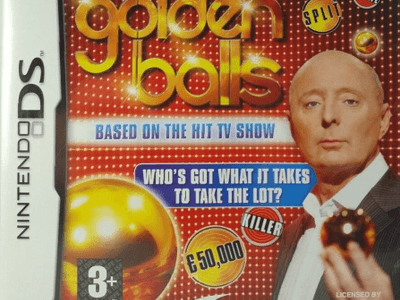 golden
balls
SPLIT
BASED ON THE HIT TV SHOW
WHO'S GOT WHAT IT TAKES
TO TAKE THE LOT?
KILLER
£50,000
3+
NINTENDO DS
LICENSED BY